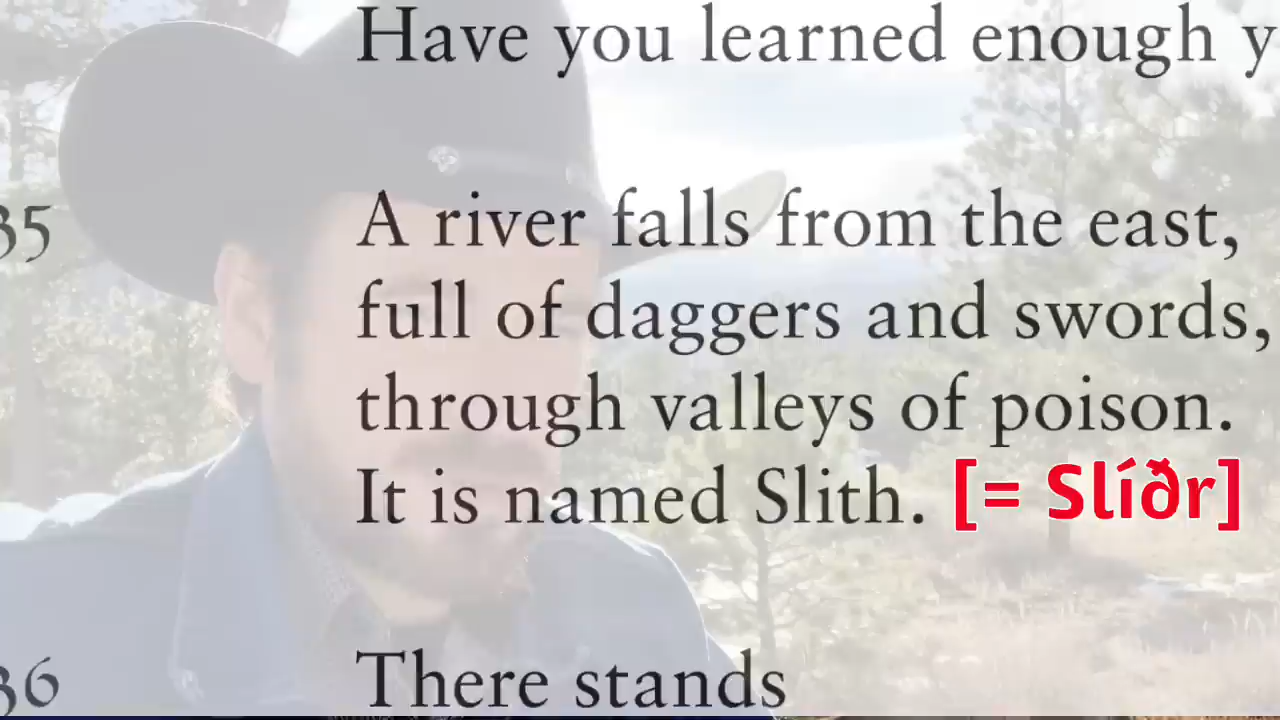 Have you learned enough y
35
A river falls from the east,
full of daggers and swords,
through valleys of poison.
It is named Slith. [= Slíðr]
36
There stands